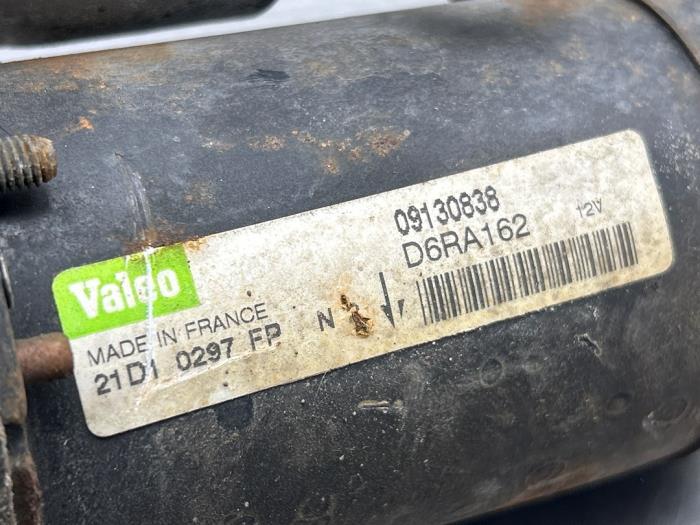 09130838
D6RA162
12V
Valeo
MADE IN FRANCE
21D1 0297 FP
N